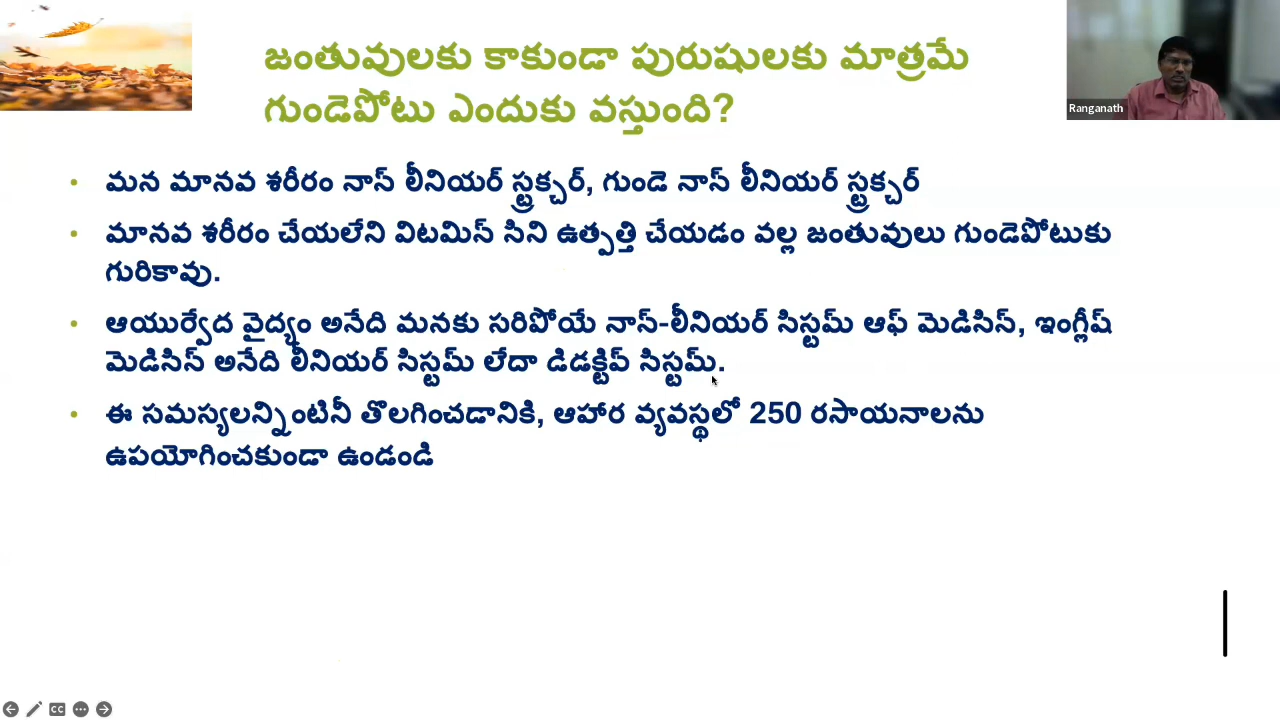 జంతువులకు కాకుండా పురుషులకు మాత్రమే
గుండెపోటు ఎందుకు వస్తుంది?
Ranganath
• మన మానవ శరీరం నాన్ లీనియర్ స్ట్రక్చర్, గుండె నాన్ లీనియర్ స్ట్రక్చర్
• మానవ శరీరం చేయలేని విటమిన్ సిని ఉత్పత్తి చేయడం వల్ల జంతువులు గుండెపోటుకు
గురికావు.
• ఆయుర్వేద వైద్యం అనేది మనకు సరిపోయే నాన్-లీనియర్ సిస్టమ్ ఆఫ్ మెడిసిన్, ఇంగ్లీష్
మెడిసిన్ అనేది లీనియర్ సిస్టమ్ లేదా డిడక్టివ్ సిస్టమ్.
• ఈ సమస్యలన్నింటినీ తొలగించడానికి, ఆహార వ్యవస్థలో 250 రసాయనాలను
ఉపయోగించకుండా ఉండండి
CC